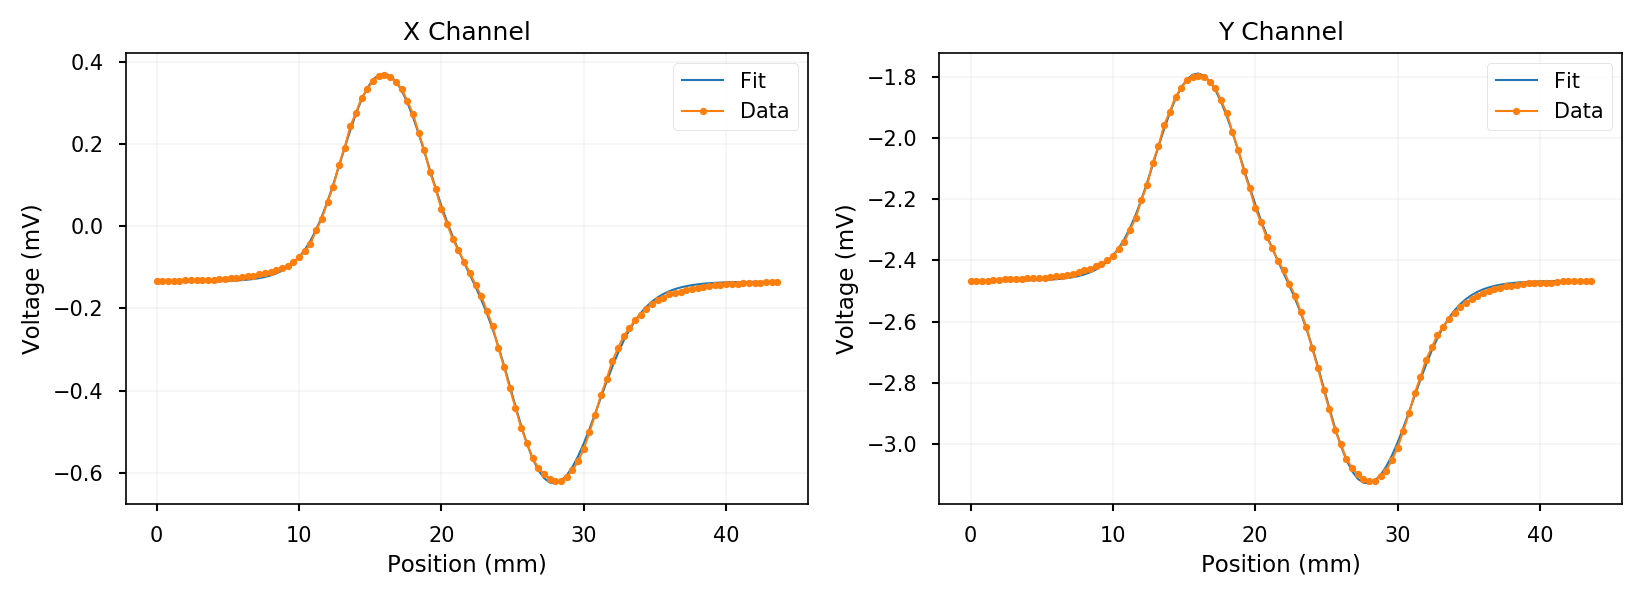 X Channel
Voltage (mV)
0.4
0.2
0.0
−0.2
−0.4
−0.6
Fit
Data
0
10
20
30
40
Position (mm)
Y Channel
Voltage (mV)
−1.8
−2.0
−2.2
−2.4
−2.6
−2.8
−3.0
Fit
Data
0
10
20
30
40
Position (mm)